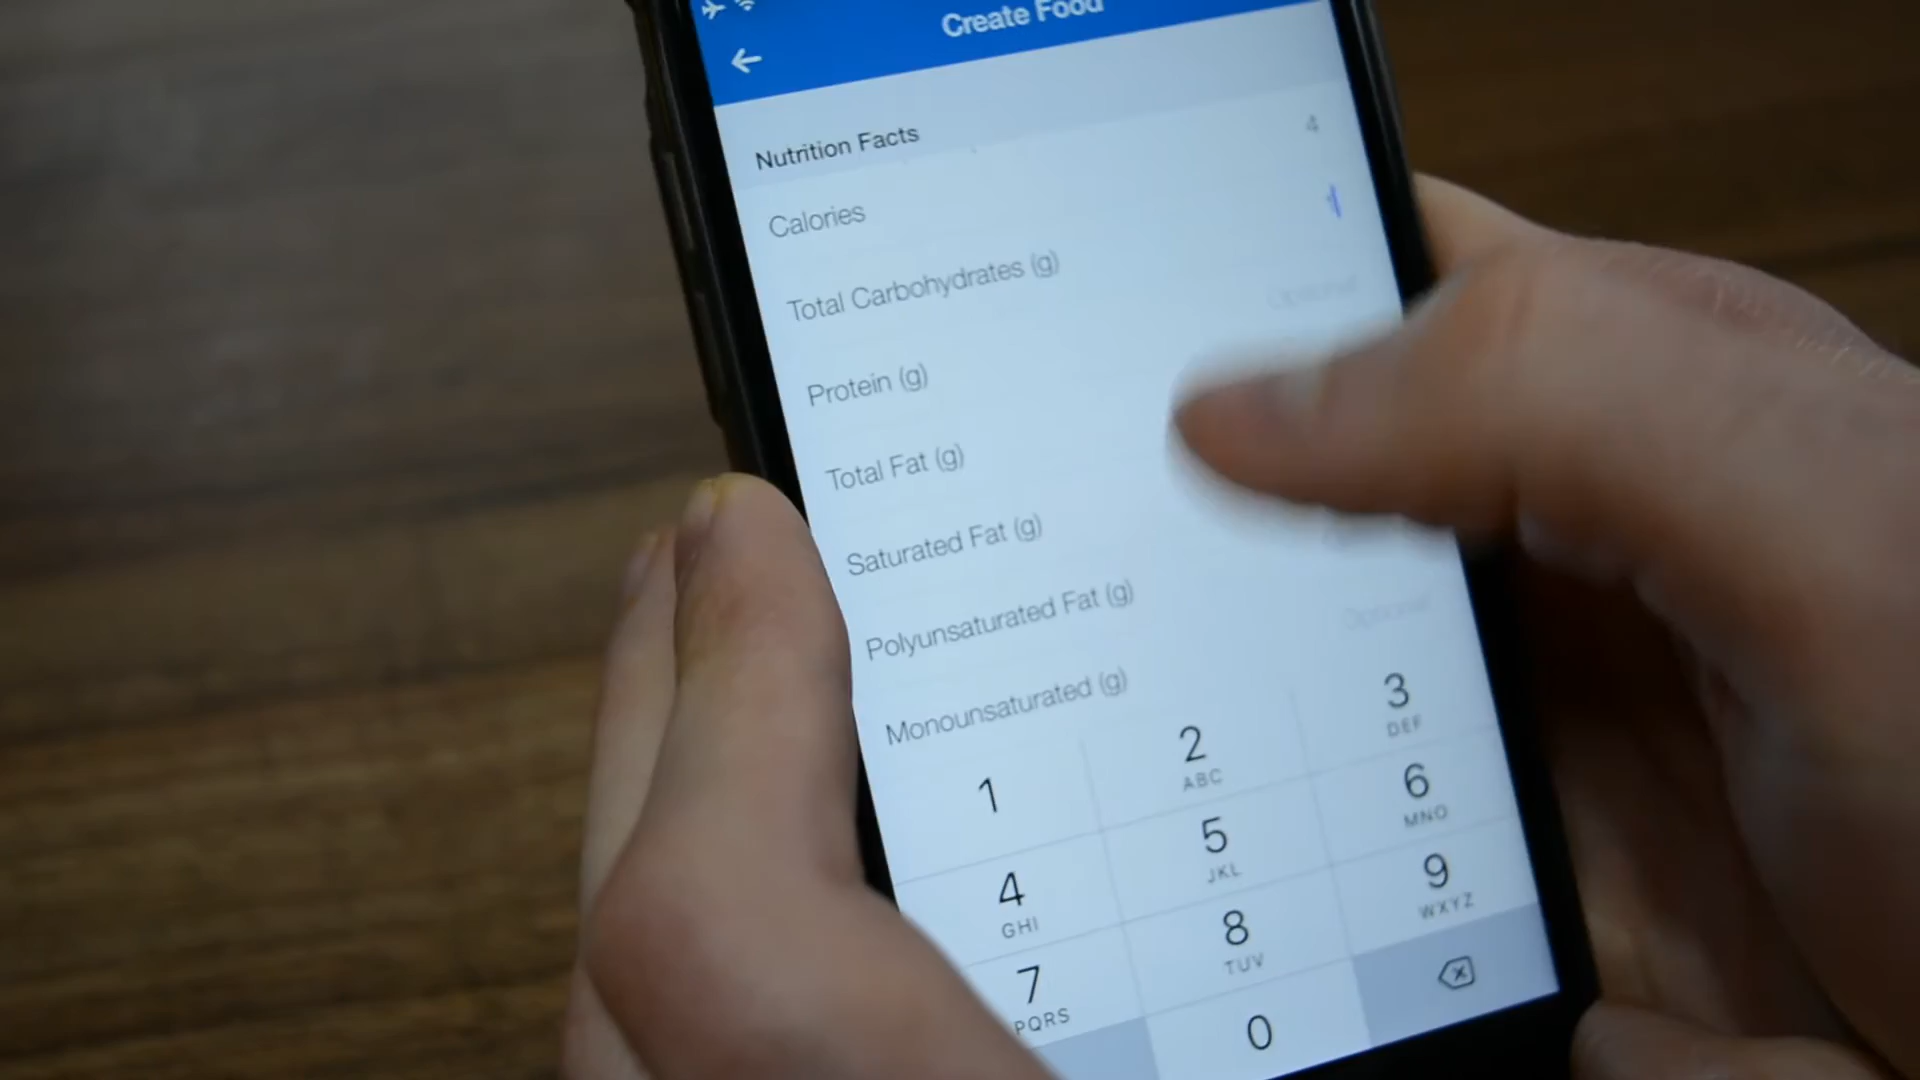 Create Food
Nutrition Facts
Calories
4
Total Carbohydrates (g)
Protein (g)
Optional
Total Fat (g)
Saturated Fat (g)
Polyunsaturated Fat (g)
Monounsaturated (g)
Optional
1
2
ABC
3
DEF
4
GHI
5
JKL
6
MNO
7
PQRS
8
TUV
9
WXYZ
0